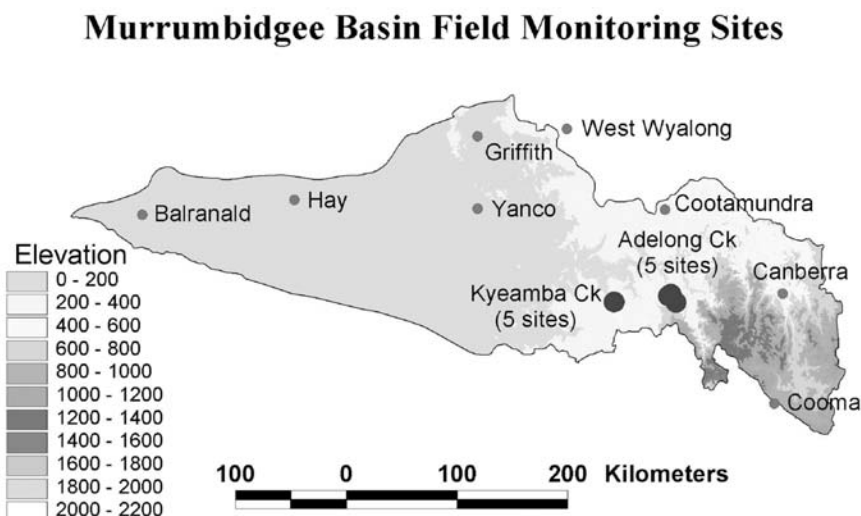 Murrumbidgee Basin Field Monitoring Sites
West Wyalong
Griffith
Hay
Balranald
Yanco
Cootamundra
Adelong Ck
(5 sites)
Canberra
Kyeamba Ck
(5 sites)
Cooma
Elevation
0 - 200
200 - 400
400 - 600
600 - 800
800 - 1000
1000 - 1200
1200 - 1400
1400 - 1600
1600 - 1800
1800 - 2000
2000 - 2200
100 0 100 200 Kilometers